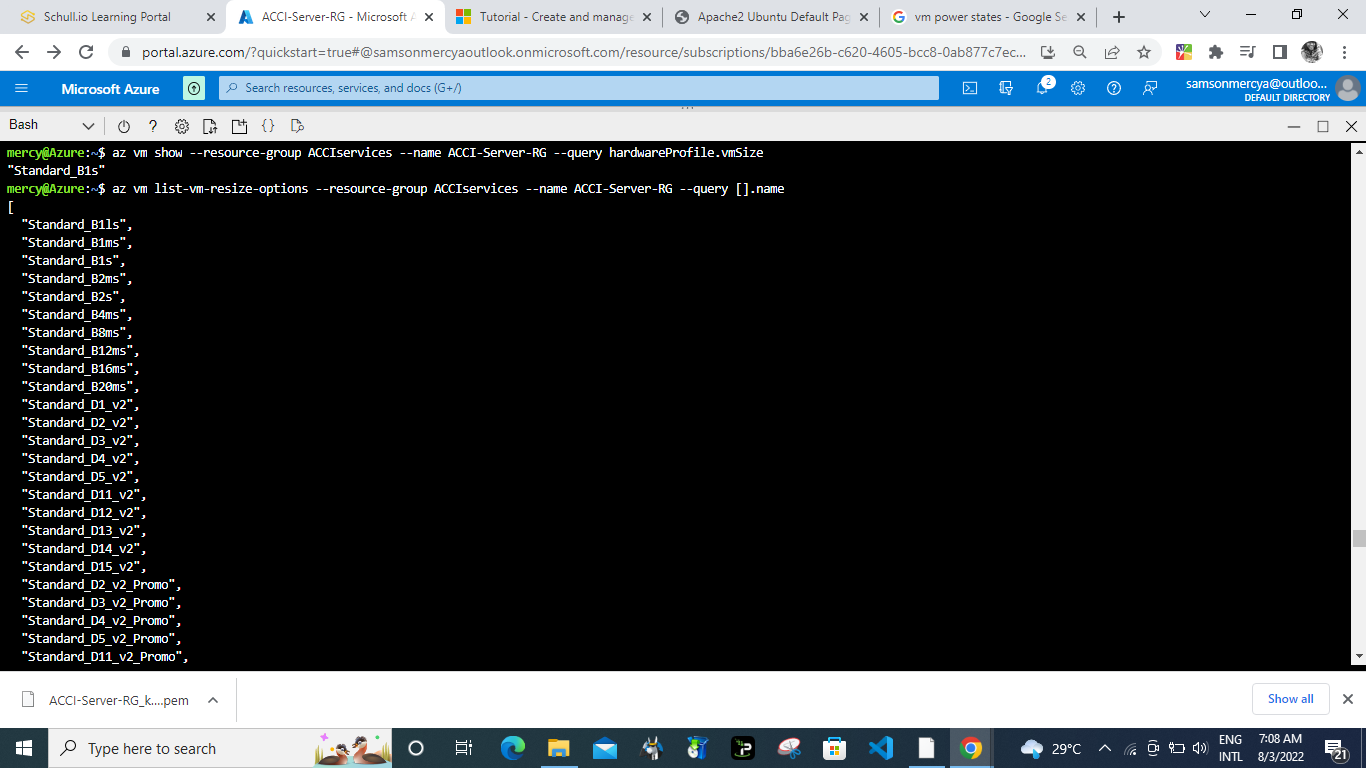 Schull.io Learning Portal
ACCI-Server-RG - Microsoft A
Tutorial - Create and manage
Apache2 Ubuntu Default Pag
vm power states - Google Se
portal.azure.com/?quickstart=true#@samsonmercyaoutlook.onmicrosoft.com/resource/subscriptions/bba6e26b-c620-4605-bcc8-0ab877c7ec...
Microsoft Azure
Search resources, services, and docs (G+/)
2
samsonmercya@outloo...
DEFAULT DIRECTORY
Bash
mercy@Azure:~$ az vm show --resource-group ACCIservices --name ACCI-Server-RG --query hardwareProfile.vmSize
"Standard_B1s"
mercy@Azure:~$ az vm list-vm-resize-options --resource-group ACCIservices --name ACCI-Server-RG --query [].name
[
"Standard_B1ls",
"Standard_B1ms",
"Standard_B1s",
"Standard_B2ms",
"Standard_B2s",
"Standard_B4ms",
"Standard_B8ms",
"Standard_B12ms",
"Standard_B16ms",
"Standard_B20ms",
"Standard_D1_v2",
"Standard_D2_v2",
"Standard_D3_v2",
"Standard_D4_v2",
"Standard_D5_v2",
"Standard_D11_v2",
"Standard_D12_v2",
"Standard_D13_v2",
"Standard_D14_v2",
"Standard_D15_v2",
"Standard_D2_v2_Promo",
"Standard_D3_v2_Promo",
"Standard_D4_v2_Promo",
"Standard_D5_v2_Promo",
"Standard_D11_v2_Promo",
ACCI-Server-RG_k....pem
Show all
Type here to search
29°C
ENG
INTL
7:08 AM
8/3/2022
21